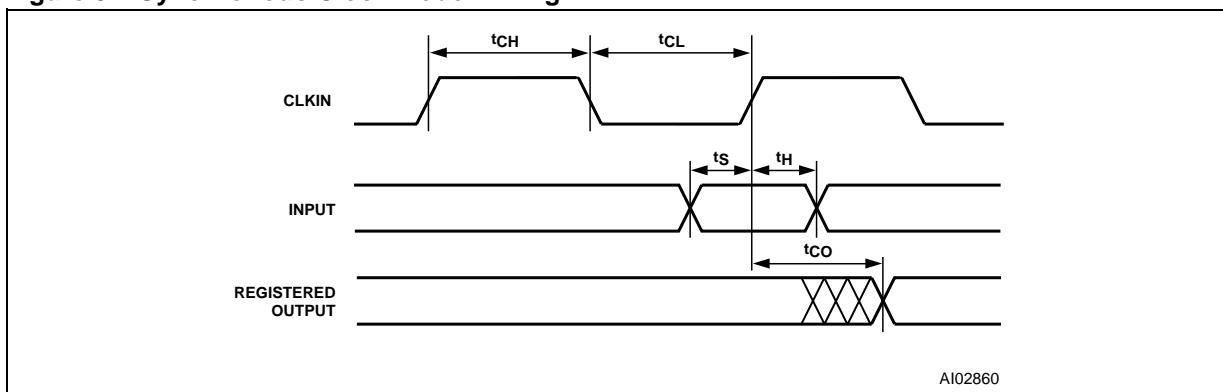 tCH
tCL
CLKIN
tS
tH
INPUT
tCO
REGISTERED
OUTPUT
AI02860